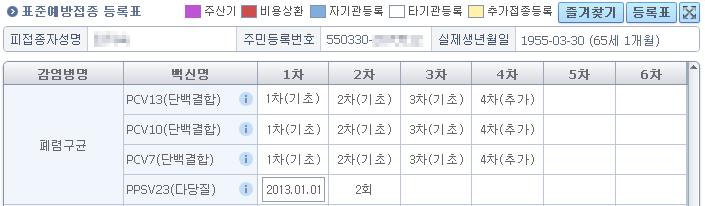 표준예방접종 등록표 주산기 비용상환 자기관등록 타기관등록 추가접종등록 즐겨찾기 등록표
피접종자성명 주민등록번호 550330- 실제생년월일 1955-03-30 (65세 1개월)
감염병명 백신명 1차 2차 3차 4차 5차 6차
PCV13(단백결합) i 1차(기초) 2차(기초) 3차(기초) 4차(추가)
PCV10(단백결합) i 1차(기초) 2차(기초) 3차(기초) 4차(추가)
폐렴구균
PCV7(단백결합) i 1차(기초) 2차(기초) 3차(기초) 4차(추가)
PPSV23(다당질) i 2013.01.01 2회